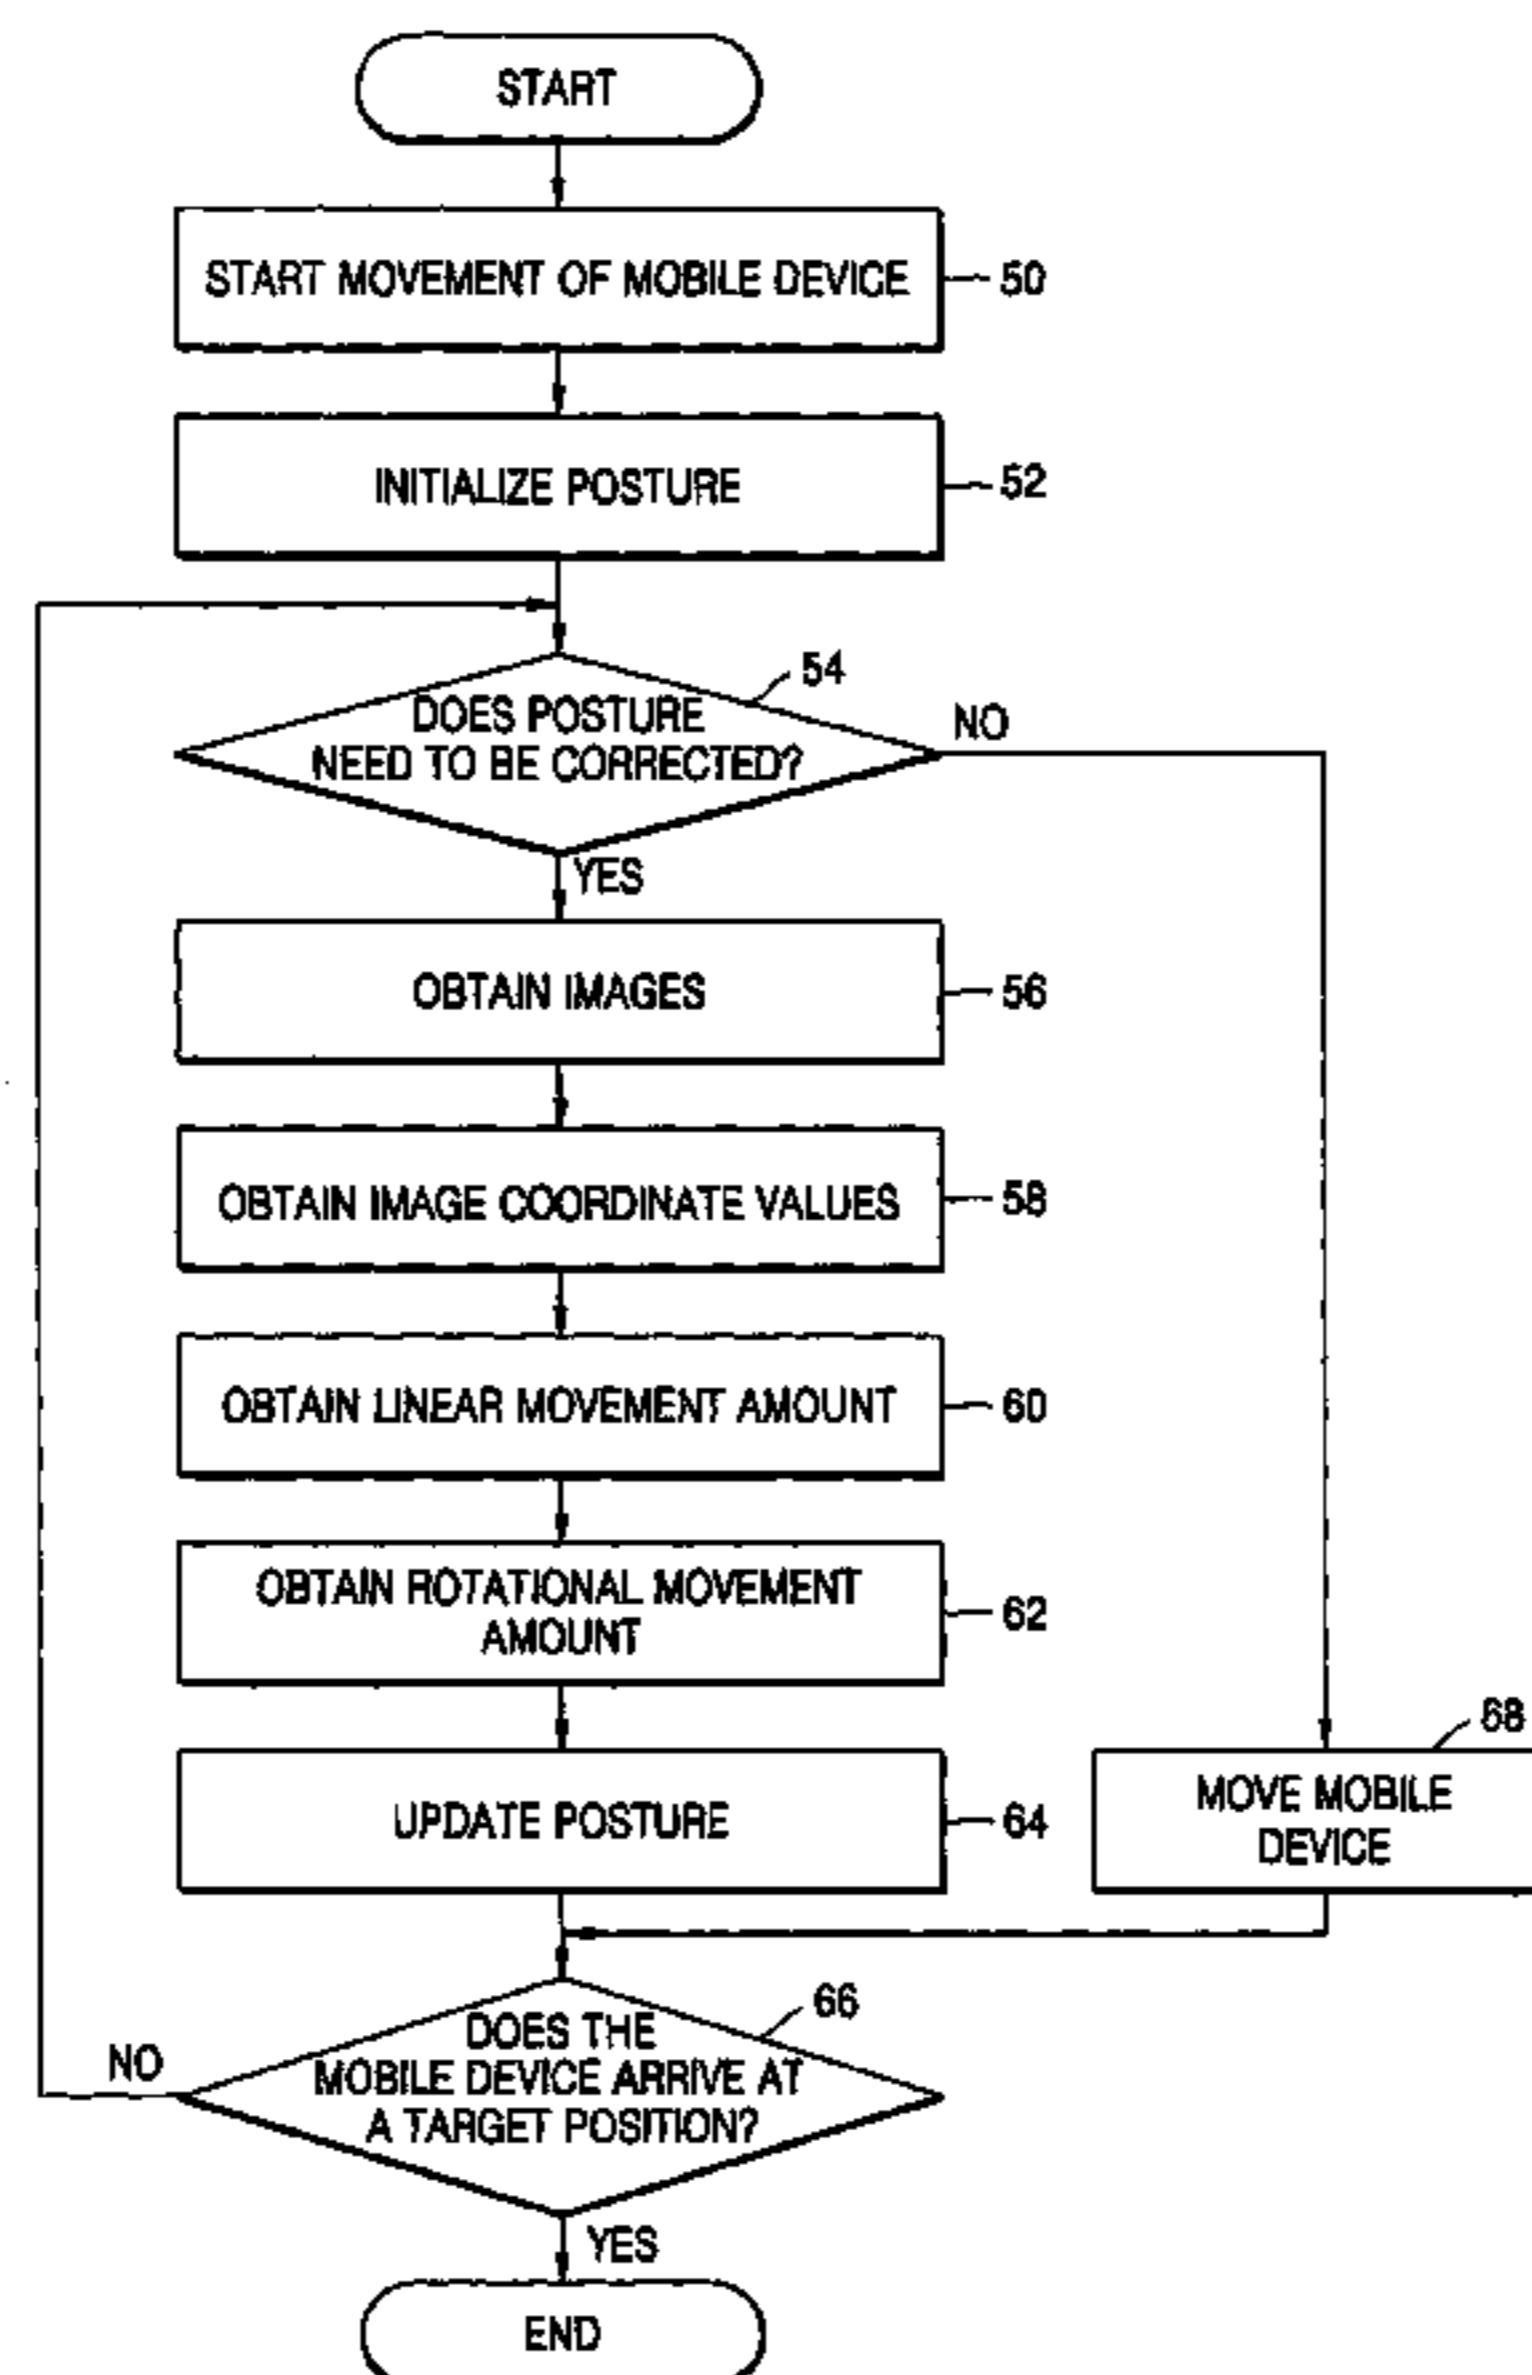 START
START MOVEMENT OF MOBILE DEVICE
50
INITIALIZE POSTURE
52
54
DOES POSTURE
NEED TO BE CORRECTED?
NO
YES
OBTAIN IMAGES
56
OBTAIN IMAGE COORDINATE VALUES
58
OBTAIN LINEAR MOVEMENT AMOUNT
60
OBTAIN ROTATIONAL MOVEMENT
AMOUNT
62
UPDATE POSTURE
64
68
MOVE MOBILE
DEVICE
66
DOES THE
MOBILE DEVICE ARRIVE AT
A TARGET POSITION?
NO
YES
END